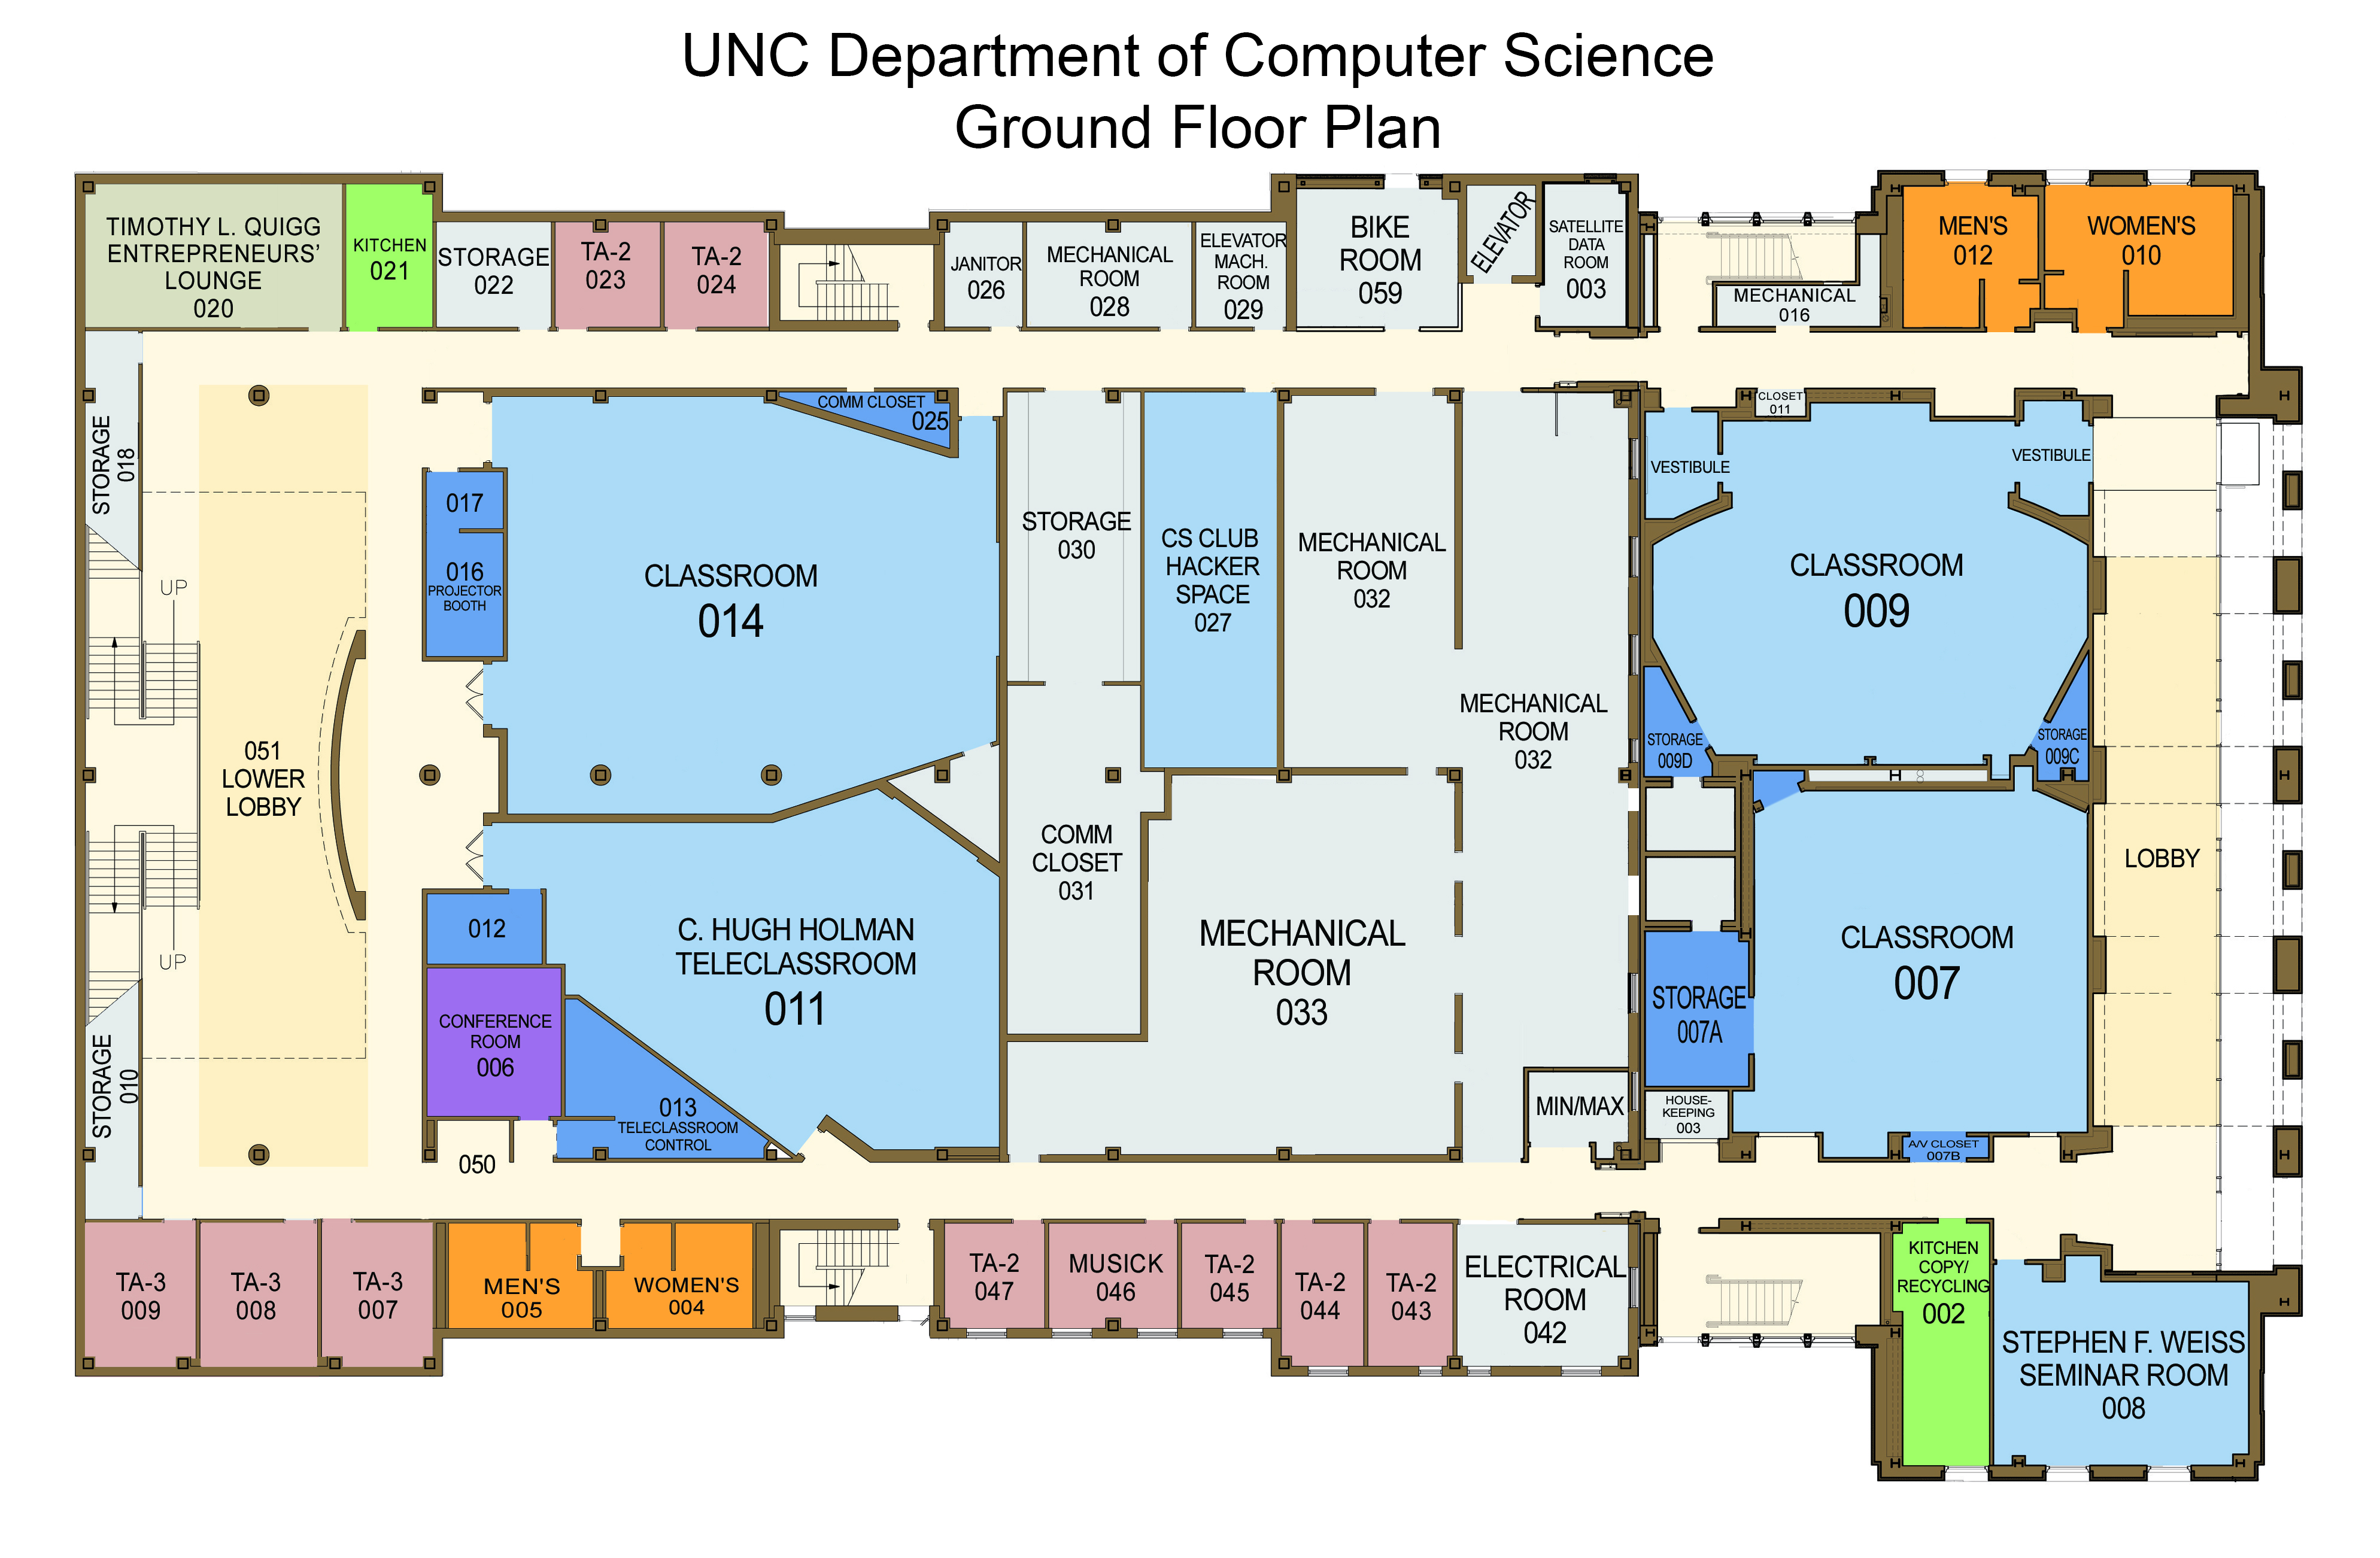 UNC Department of Computer Science
Ground Floor Plan
TIMOTHY L. QUIGG
ENTREPRENEURS'
LOUNGE
020
KITCHEN
021
STORAGE
022
TA-2
023
TA-2
024
JANITOR
026
MECHANICAL
ROOM
028
ELEVATOR
MACH.
ROOM
029
BIKE
ROOM
059
ELEVATOR
SATELLITE
DATA
ROOM
003
MECHANICAL
016
MEN'S
012
WOMEN'S
010
STORAGE
018
UP
051
LOWER
LOBBY
UP
STORAGE
010
017
016
PROJECTOR
BOOTH
CLASSROOM
014
COMM CLOSET
025
STORAGE
030
CS CLUB
HACKER
SPACE
027
MECHANICAL
ROOM
032
MECHANICAL
ROOM
032
COMM
CLOSET
031
MECHANICAL
ROOM
033
MIN/MAX
012
CONFERENCE
ROOM
006
C. HUGH HOLMAN
TELECLASSROOM
011
013
TELECLASSROOM
CONTROL
050
CLOSET
011
VESTIBULE
VESTIBULE
CLASSROOM
009
STORAGE
009D
STORAGE
009C
CLASSROOM
007
STORAGE
007A
HOUSE-
KEEPING
003
A/V CLOSET
007B
LOBBY
TA-3
009
TA-3
008
TA-3
007
MEN'S
005
WOMEN'S
004
TA-2
047
MUSICK
046
TA-2
045
TA-2
044
TA-2
043
ELECTRICAL
ROOM
042
KITCHEN
COPY/
RECYCLING
002
STEPHEN F. WEISS
SEMINAR ROOM
008